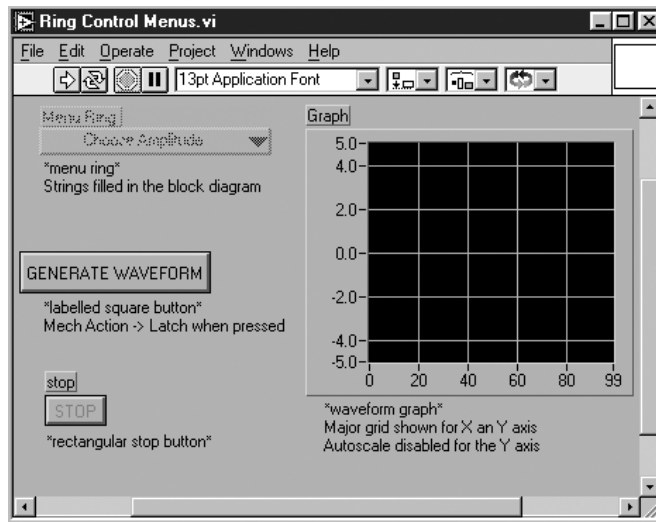 Ring Control Menus.vi
File Edit Operate Project Windows Help
13pt Application Font
Menu Ring
Choose Amplitude
*menu ring*
Strings filled in the block diagram
GENERATE WAVEFORM
*labelled square button*
Mech Action -> Latch when pressed
stop
STOP
*rectangular stop button*
Graph
5.0
4.0
2.0
0.0
-2.0
-4.0
-5.0
0 20 40 60 80 99
*waveform graph*
Major grid shown for X an Y axis
Autoscale disabled for the Y axis